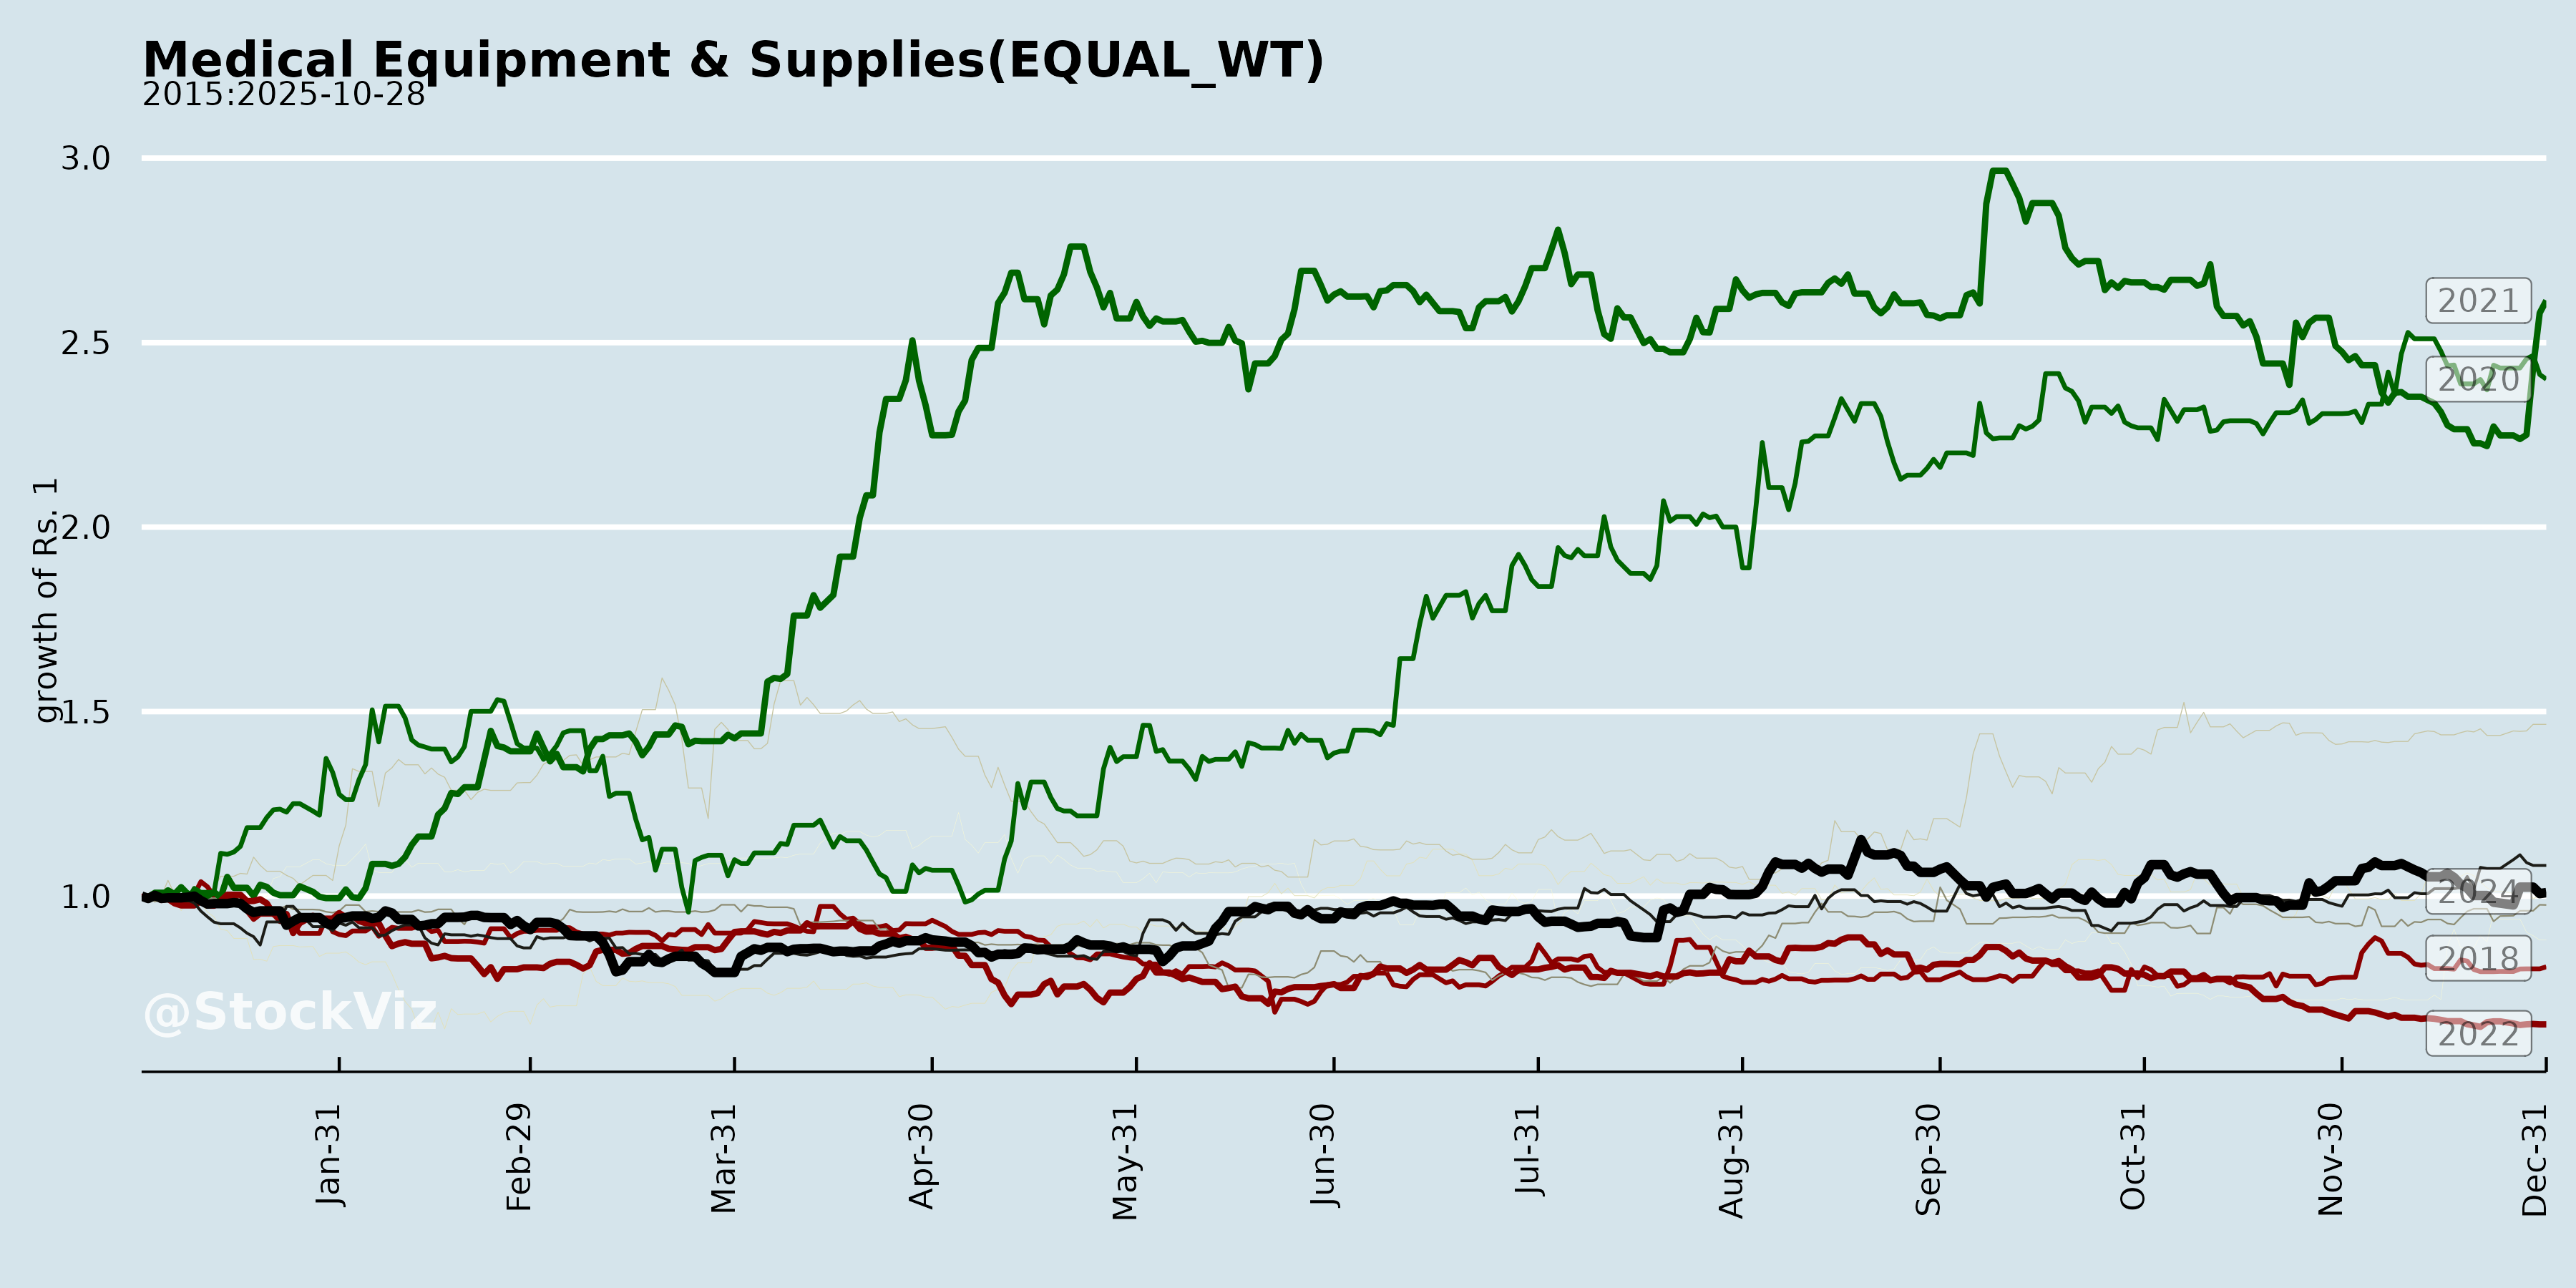 Medical Equipment & Supplies(EQUAL_WT)
2015:2025-10-28
growth of Rs. 1
3.0
2.5
2.0
1.5
1.0
2021
2020
2024
2018
2022
@StockViz
Jan-31
Feb-29
Mar-31
Apr-30
May-31
Jun-30
Jul-31
Aug-31
Sep-30
Oct-31
Nov-30
Dec-31